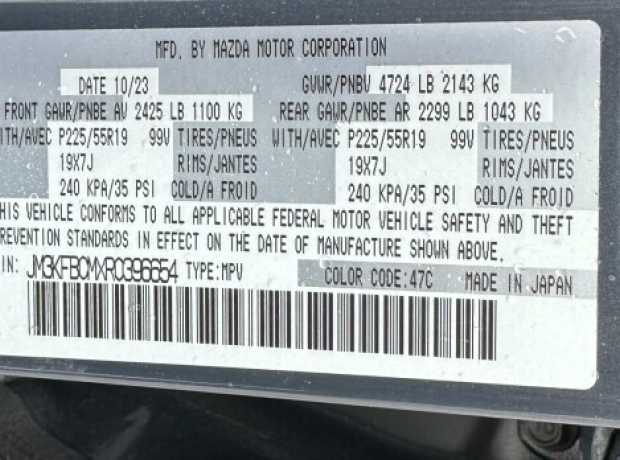 MFD. BY MAZDA MOTOR CORPORATION
DATE 10/23 GVWR/PNBV 4724 LB 2143 KG
FRONT GAWR/PNBE AV 2425 LB 1100 KG REAR GAWR/PNBE AR 2299 LB 1043 KG
WITH/AVEC P225/55R19 99V TIRES/PNEUS WITH/AVEC P225/55R19 99V TIRES/PNEUS
19X7J RIMS/JANTES 19X7J RIMS/JANTES
240 KPA/35 PSI COLD/A FROID 240 KPA/35 PSI COLD/A FROID
HIS VEHICLE CONFORMS TO ALL APPLICABLE FEDERAL MOTOR VEHICLE SAFETY AND THEFT
REVENTION STANDARDS IN EFFECT ON THE DATE OF MANUFACTURE SHOWN ABOVE.
IN: JM3KFBCMXR0396654 TYPE:MPV COLOR CODE:47C MADE IN JAPAN